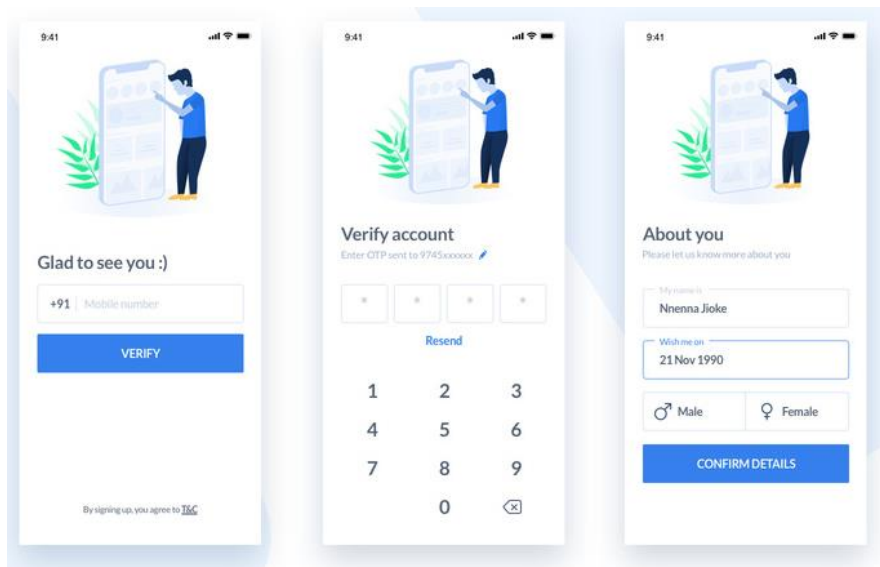 9:41
Glad to see you :)
+91 Mobile number
VERIFY
By signing up, you agree to T&C
9:41
Verify account
Enter OTP sent to 9745xxxxxx
* * * *
Resend
1 2 3
4 5 6
7 8 9
0
9:41
About you
Please let us know more about you
My name is
Nnenna Jioke
Wish me on
21 Nov 1990
Male Female
CONFIRM DETAILS